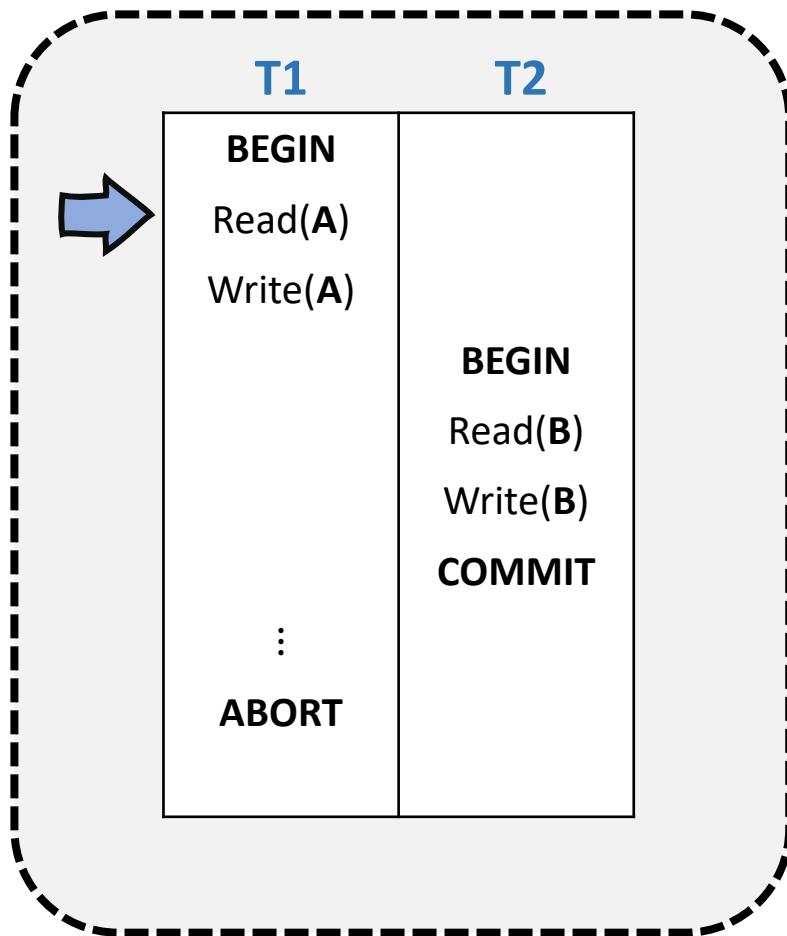 T1 T2
BEGIN
Read(A)
Write(A)
BEGIN
Read(B)
Write(B)
COMMIT
⋮
ABORT